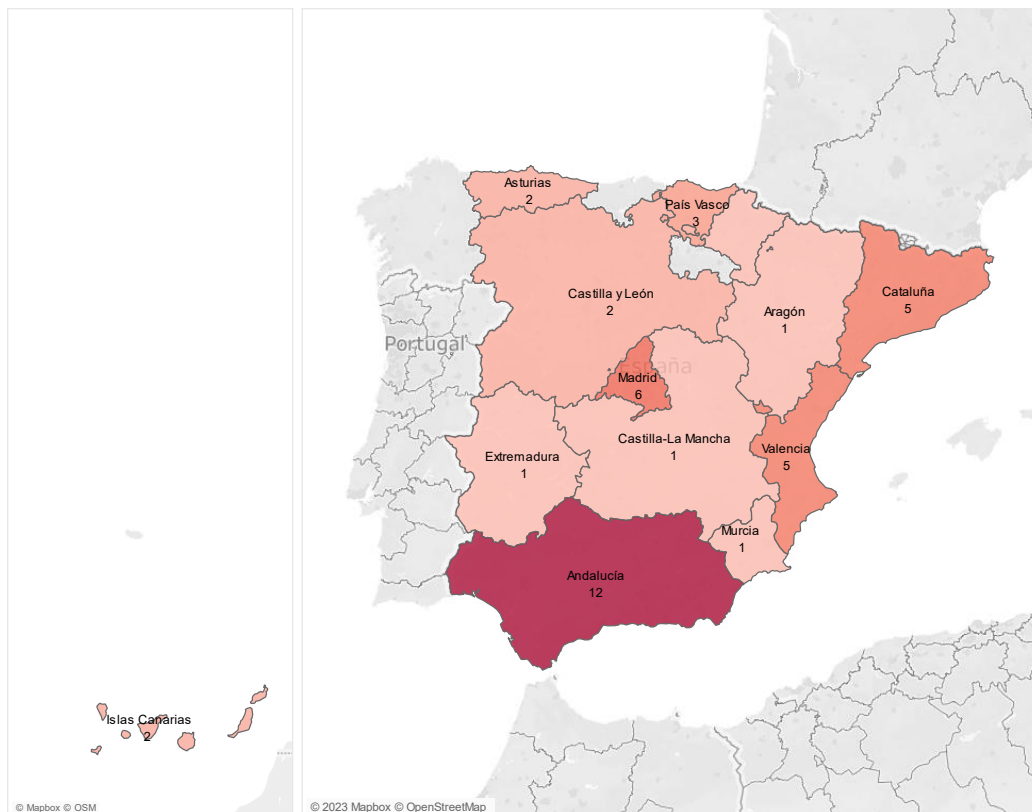 Asturias
2
País Vasco
3
Castilla y León
2
Cataluña
5
Aragón
1
Portugal
España
Madrid
6
Castilla-La Mancha
1
Valencia
5
Extremadura
1
Murcia
1
Andalucía
12
Islas Canarias
2
© Mapbox © OSM
© 2023 Mapbox © OpenStreetMap